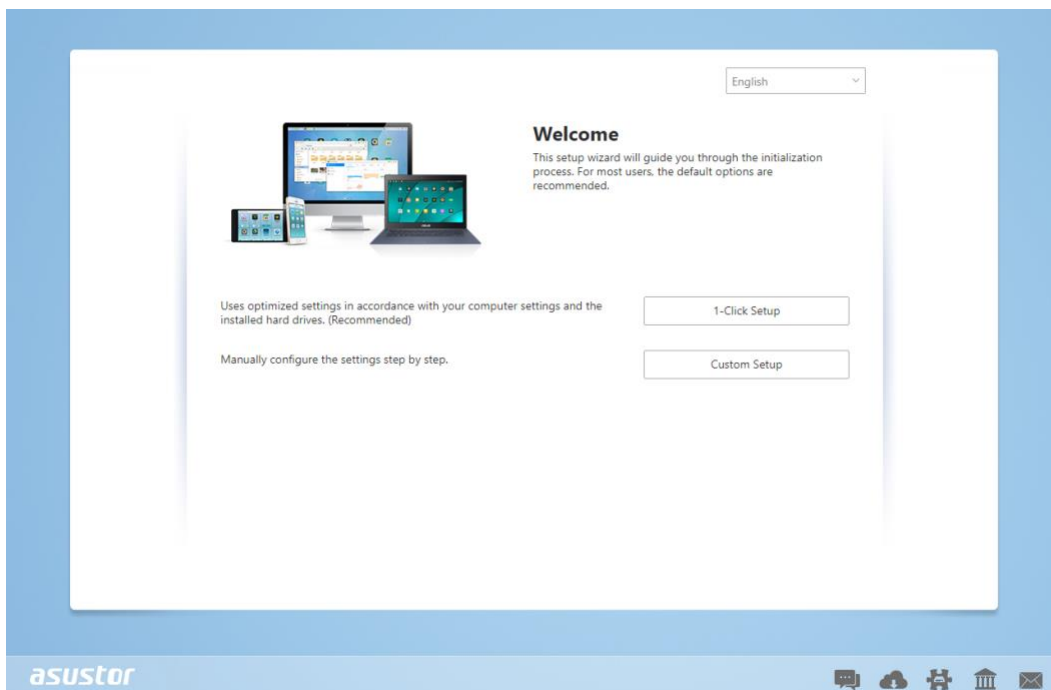 English
Welcome
This setup wizard will guide you through the initialization
process. For most users, the default options are
recommended.
Uses optimized settings in accordance with your computer settings and the
installed hard drives. (Recommended)
1-Click Setup
Manually configure the settings step by step.
Custom Setup
asustor